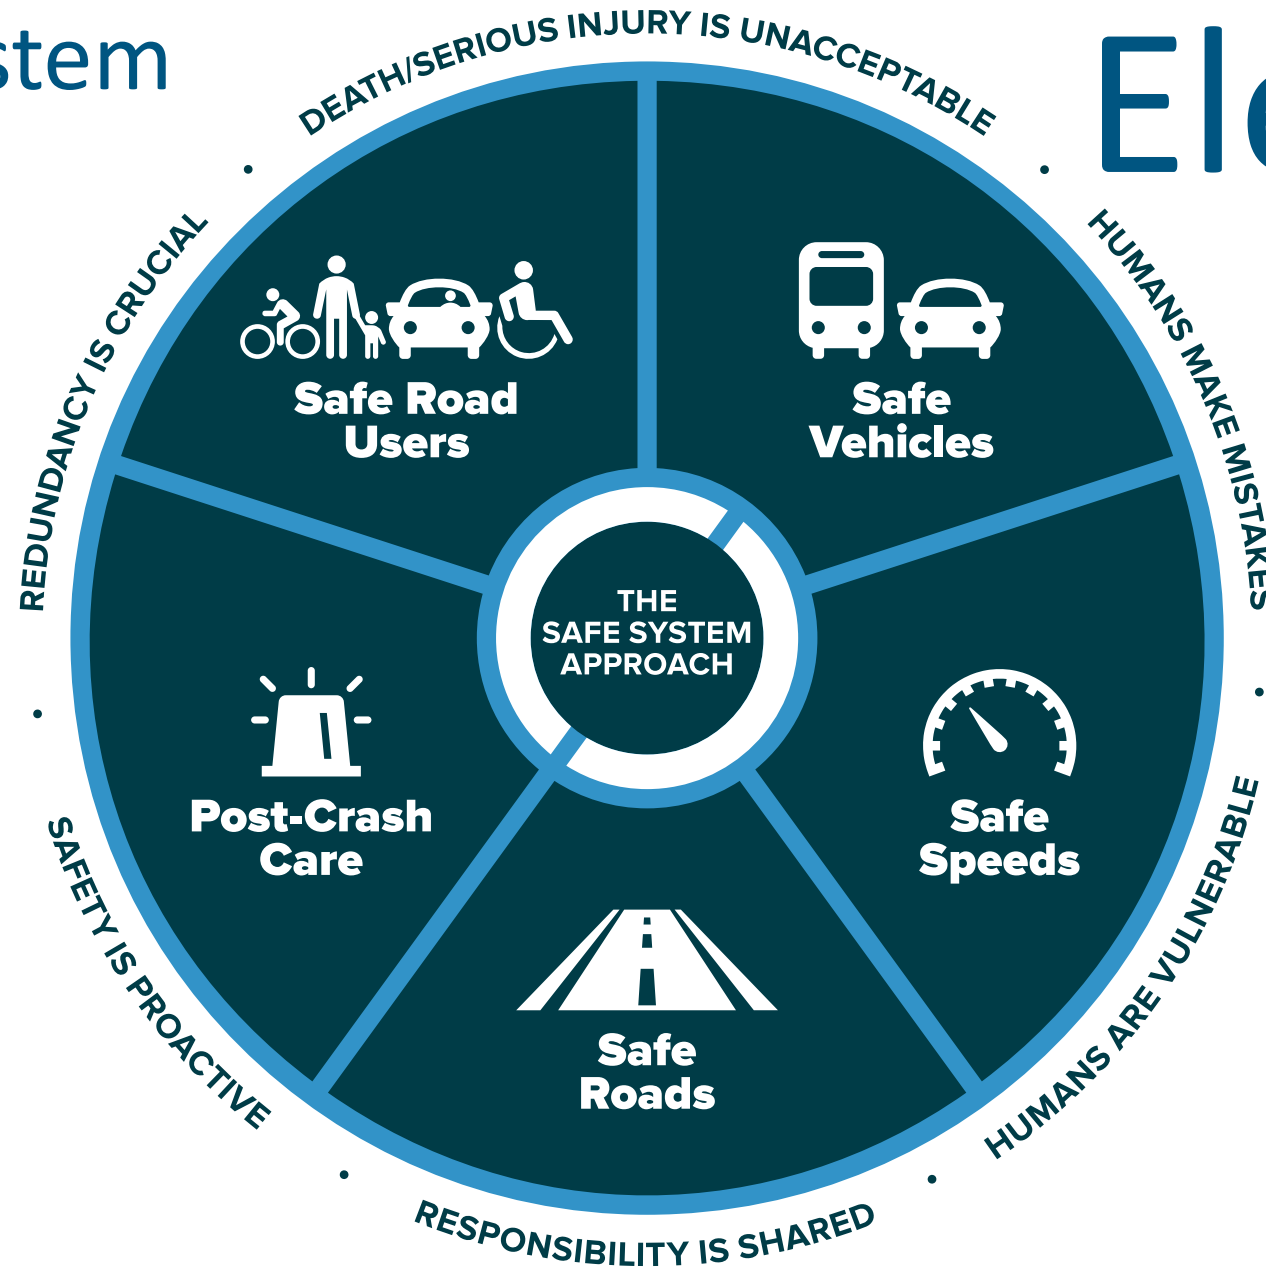 stem
Ele
DEATH/SERIOUS INJURY IS UNACCEPTABLE
HUMANS MAKE MISTAKES
HUMANS ARE VULNERABLE
RESPONSIBILITY IS SHARED
SAFETY IS PROACTIVE
REDUNDANCY IS CRUCIAL
Safe Road
Users
Safe
Vehicles
Safe
Speeds
Safe
Roads
Post-Crash
Care
THE
SAFE SYSTEM
APPROACH